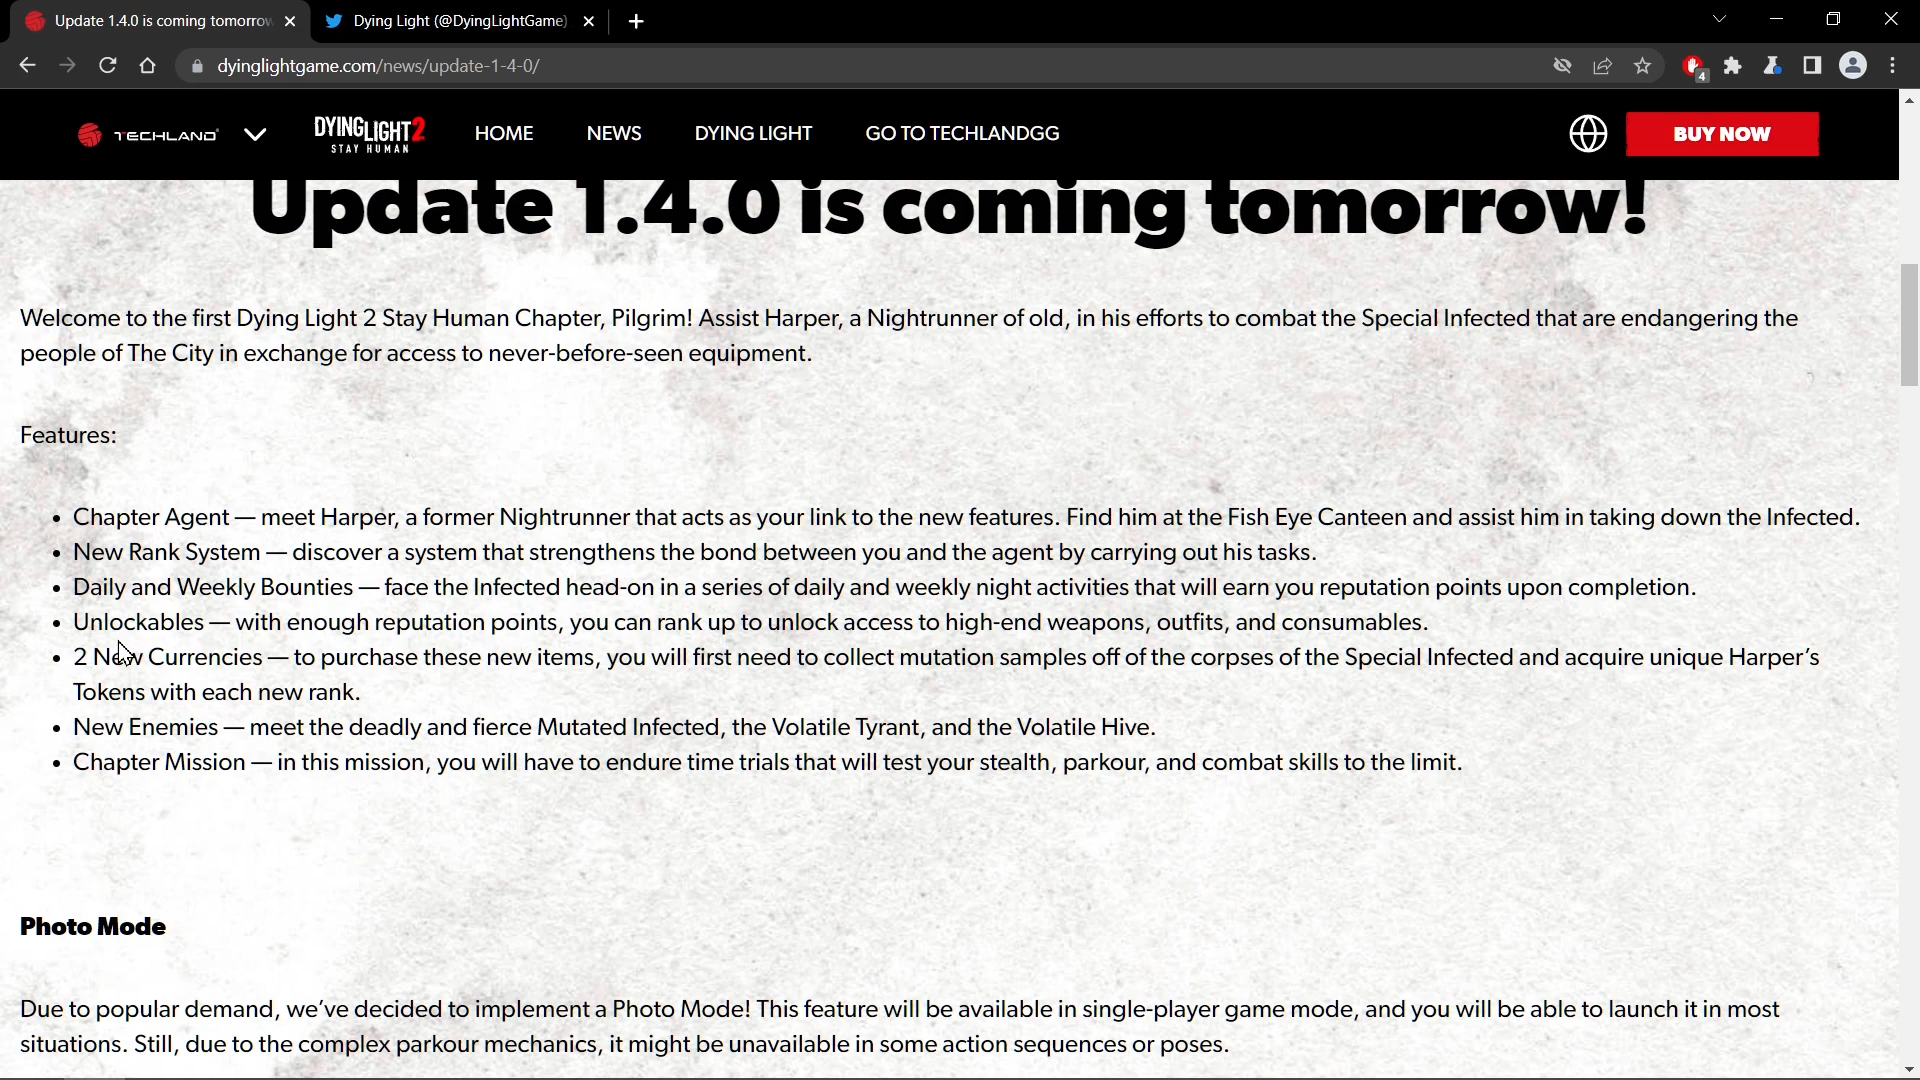 Update 1.4.0 is coming tomorrow
Dying Light (@DyingLightGame)
dyinglightgame.com/news/update-1-4-0/
4
TECHLAND
DYING LIGHT 2
STAY HUMAN
HOME
NEWS
DYING LIGHT
GO TO TECHLANDGG
BUY NOW
Update 1.4.0 is coming tomorrow!
Welcome to the first Dying Light 2 Stay Human Chapter, Pilgrim! Assist Harper, a Nightrunner of old, in his efforts to combat the Special Infected that are endangering the
people of The City in exchange for access to never-before-seen equipment.
Features:
• Chapter Agent — meet Harper, a former Nightrunner that acts as your link to the new features. Find him at the Fish Eye Canteen and assist him in taking down the Infected.
• New Rank System — discover a system that strengthens the bond between you and the agent by carrying out his tasks.
• Daily and Weekly Bounties — face the Infected head-on in a series of daily and weekly night activities that will earn you reputation points upon completion.
• Unlockables — with enough reputation points, you can rank up to unlock access to high-end weapons, outfits, and consumables.
• 2 New Currencies — to purchase these new items, you will first need to collect mutation samples off of the corpses of the Special Infected and acquire unique Harper’s
Tokens with each new rank.
• New Enemies — meet the deadly and fierce Mutated Infected, the Volatile Tyrant, and the Volatile Hive.
• Chapter Mission — in this mission, you will have to endure time trials that will test your stealth, parkour, and combat skills to the limit.
Photo Mode
Due to popular demand, we’ve decided to implement a Photo Mode! This feature will be available in single-player game mode, and you will be able to launch it in most
situations. Still, due to the complex parkour mechanics, it might be unavailable in some action sequences or poses.